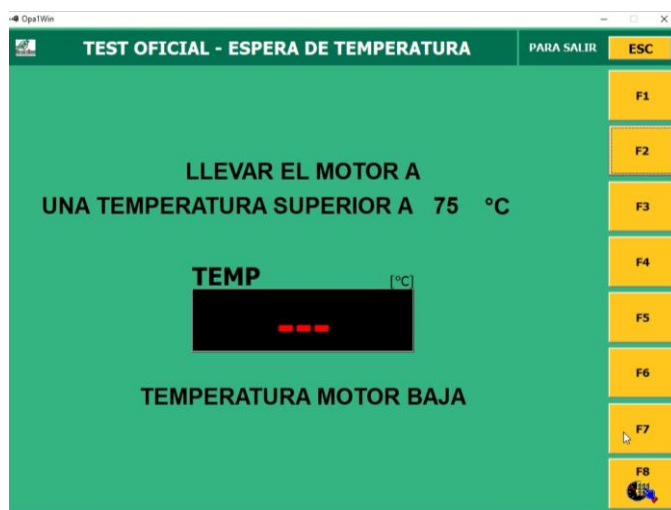 Opa1Win
TEST OFICIAL - ESPERA DE TEMPERATURA
PARA SALIR
ESC
F1
F2
LLEVAR EL MOTOR A
UNA TEMPERATURA SUPERIOR A 75 °C
F3
F4
TEMP [°C]
---
F5
F6
TEMPERATURA MOTOR BAJA
F7
F8